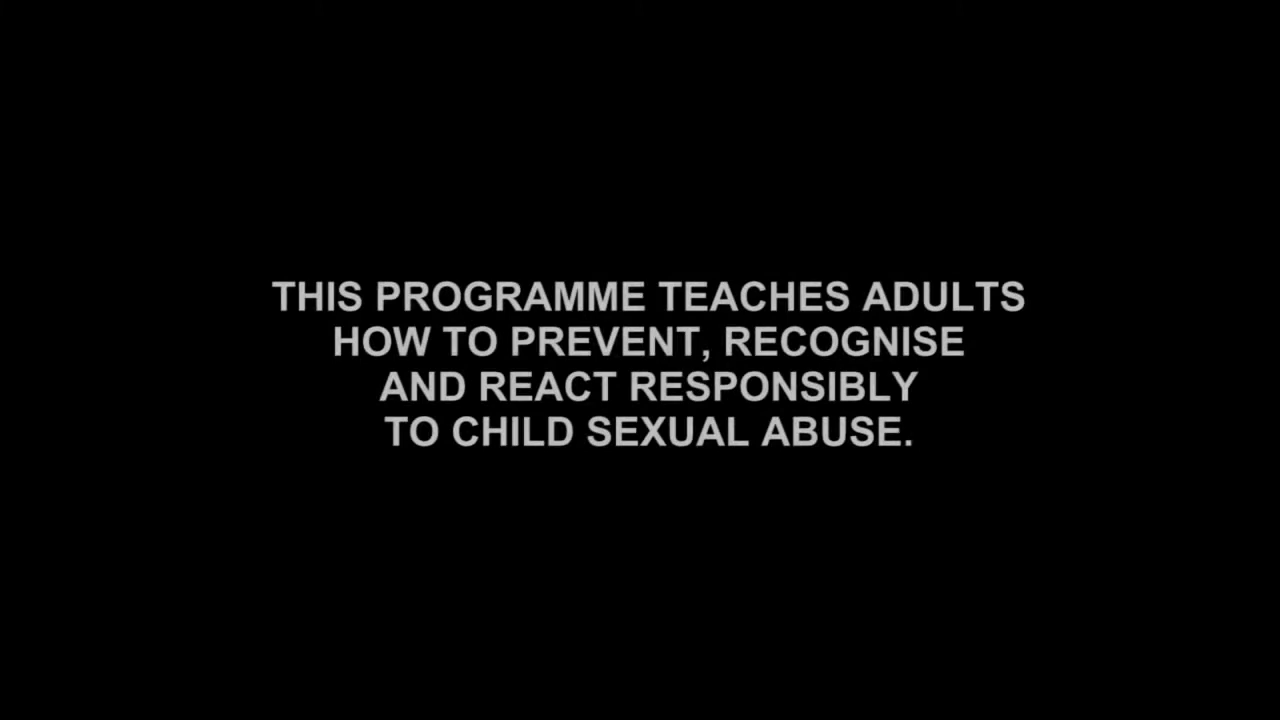 THIS PROGRAMME TEACHES ADULTS
HOW TO PREVENT, RECOGNISE
AND REACT RESPONSIBLY
TO CHILD SEXUAL ABUSE.